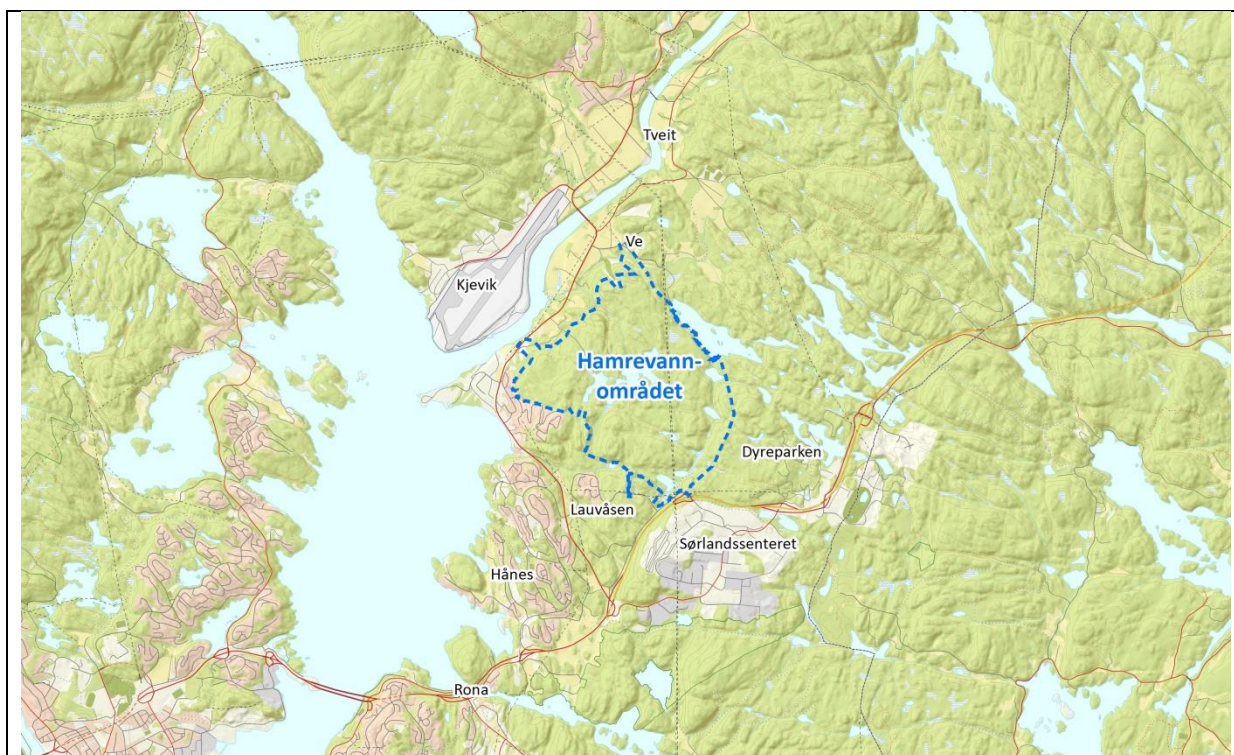 Tveit
Ve
Kjevik
Hamrevann-
området
Dyreparken
Lauvåsen
Sørlandssenteret
Hånes
Rona